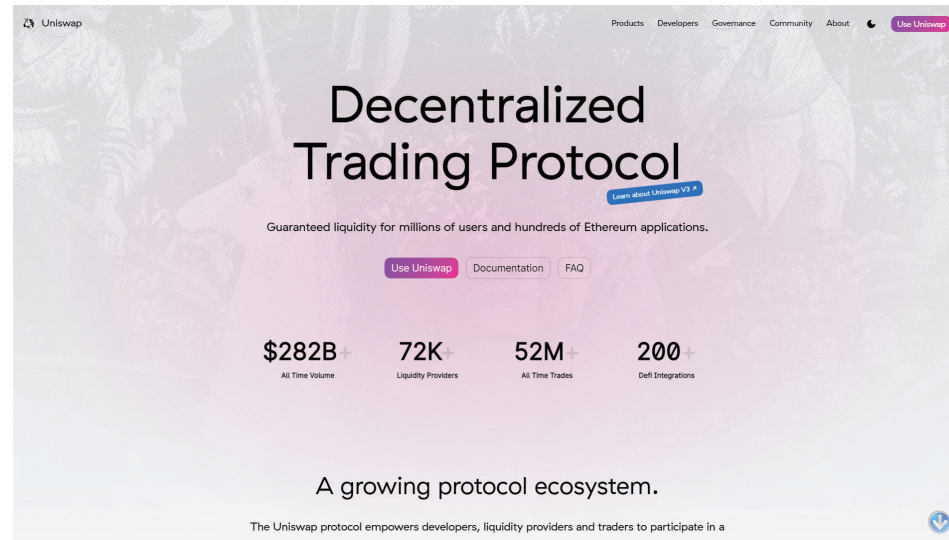 Uniswap
Products Developers Governance Community About Use Uniswap
Decentralized
Trading Protocol
Learn about Uniswap V3 ↗
Guaranteed liquidity for millions of users and hundreds of Ethereum applications.
Use Uniswap Documentation FAQ
$282B+ 72K+ 52M+ 200+
All Time Volume Liquidity Providers All Time Trades Defi Integrations
A growing protocol ecosystem.
The Uniswap protocol empowers developers, liquidity providers and traders to participate in a